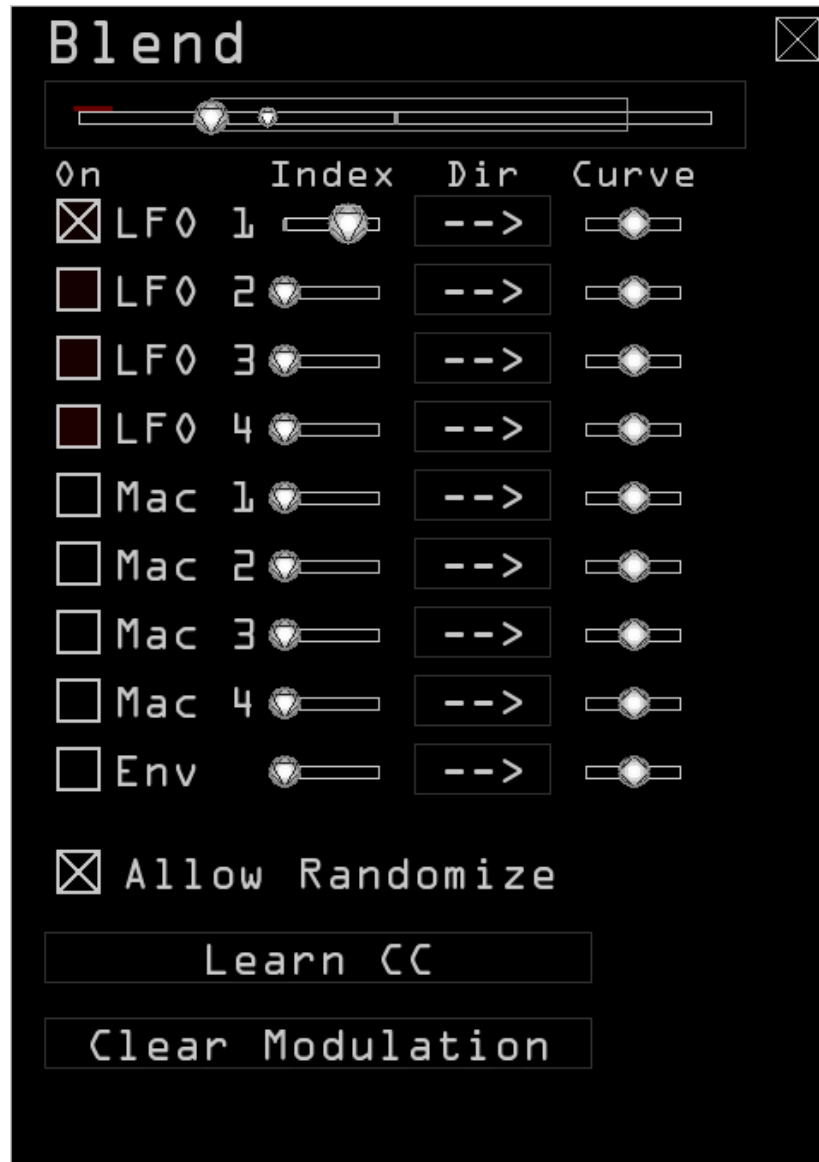 Blend
On Index Dir Curve
LFO 1 -->
LFO 2 -->
LFO 3 -->
LFO 4 -->
Mac 1 -->
Mac 2 -->
Mac 3 -->
Mac 4 -->
Env -->
Allow Randomize
Learn CC
Clear Modulation